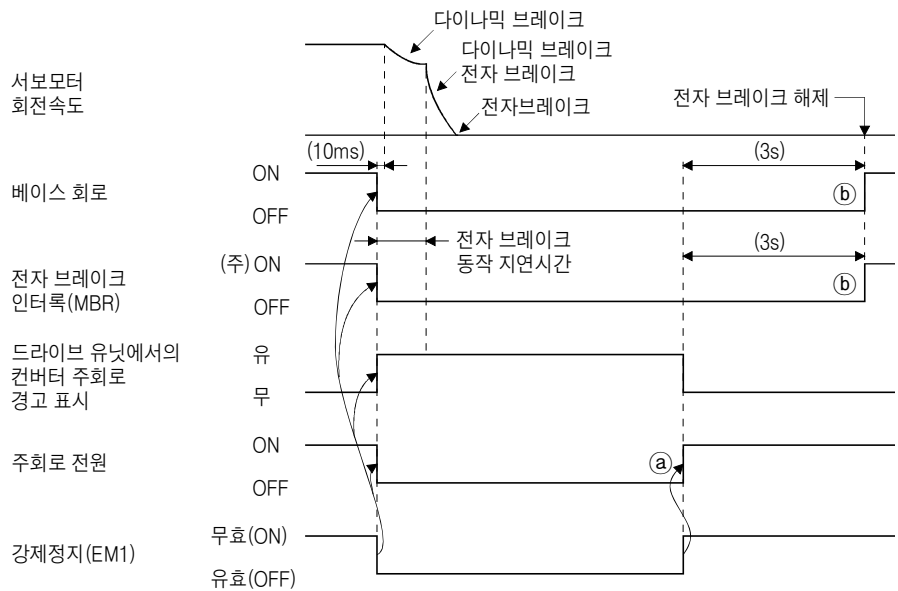 다이나믹 브레이크
다이나믹 브레이크
전자 브레이크
서보모터
회전속도
전자브레이크
전자 브레이크 해제
(10ms)
(3s)
베이스 회로
ON
OFF
ⓑ
전자 브레이크
동작 지연시간
(3s)
전자 브레이크
인터록(MBR)
(주) ON
OFF
ⓑ
드라이브 유닛에서의
컨버터 주회로
경고 표시
유
무
주회로 전원
ON
OFF
ⓐ
강제정지(EM1)
무효(ON)
유효(OFF)